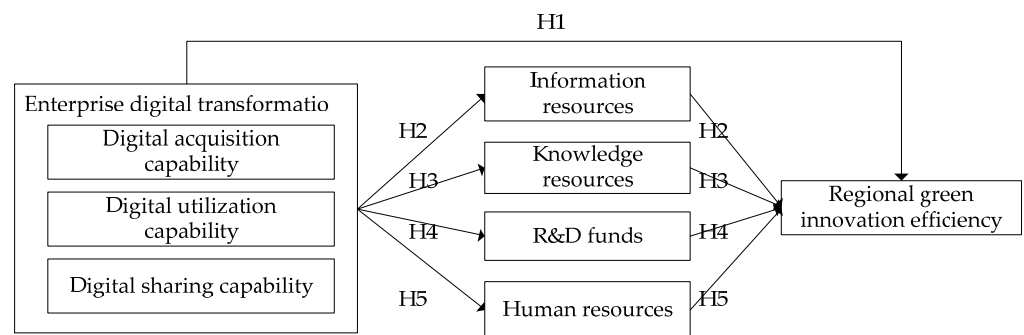 H1
Enterprise digital transformatio
Digital acquisition
capability
Digital utilization
capability
Digital sharing capability
H2
H3
H4
H5
Information
resources
Knowledge
resources
R&D funds
Human resources
H2
H3
H4
H5
Regional green
innovation efficiency